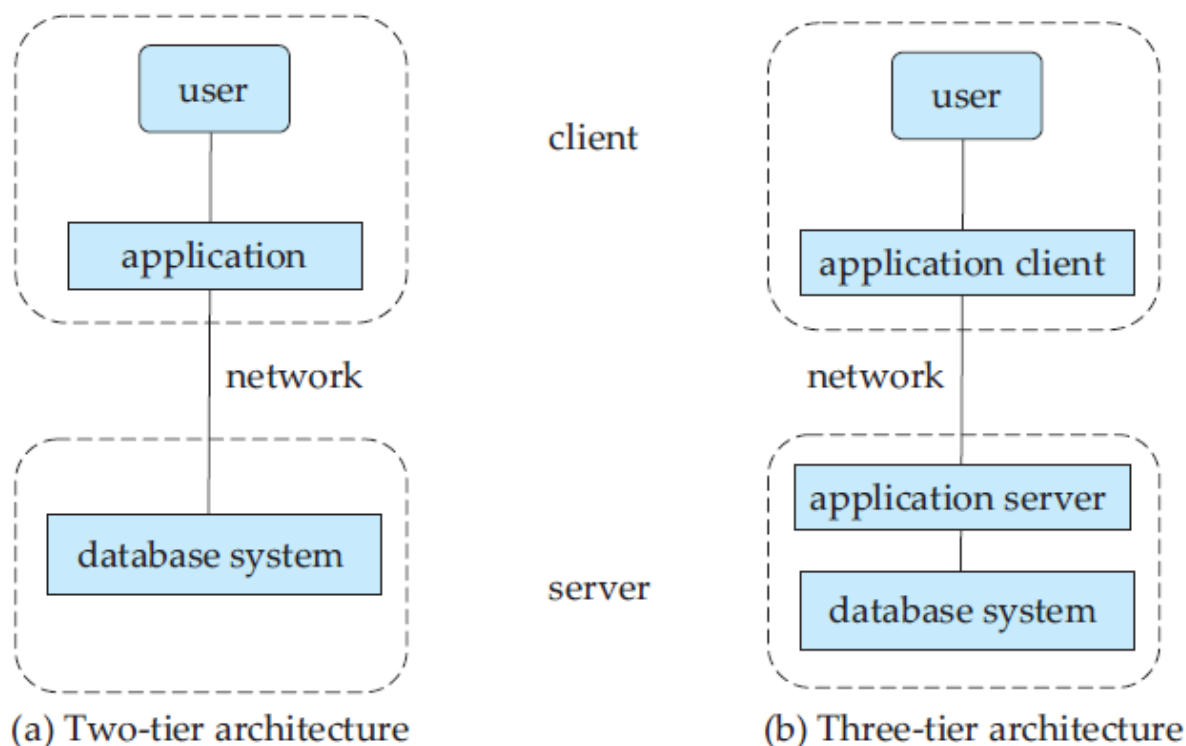 user
application
network
database system
(a) Two-tier architecture
client
server
user
application client
network
application server
database system
(b) Three-tier architecture